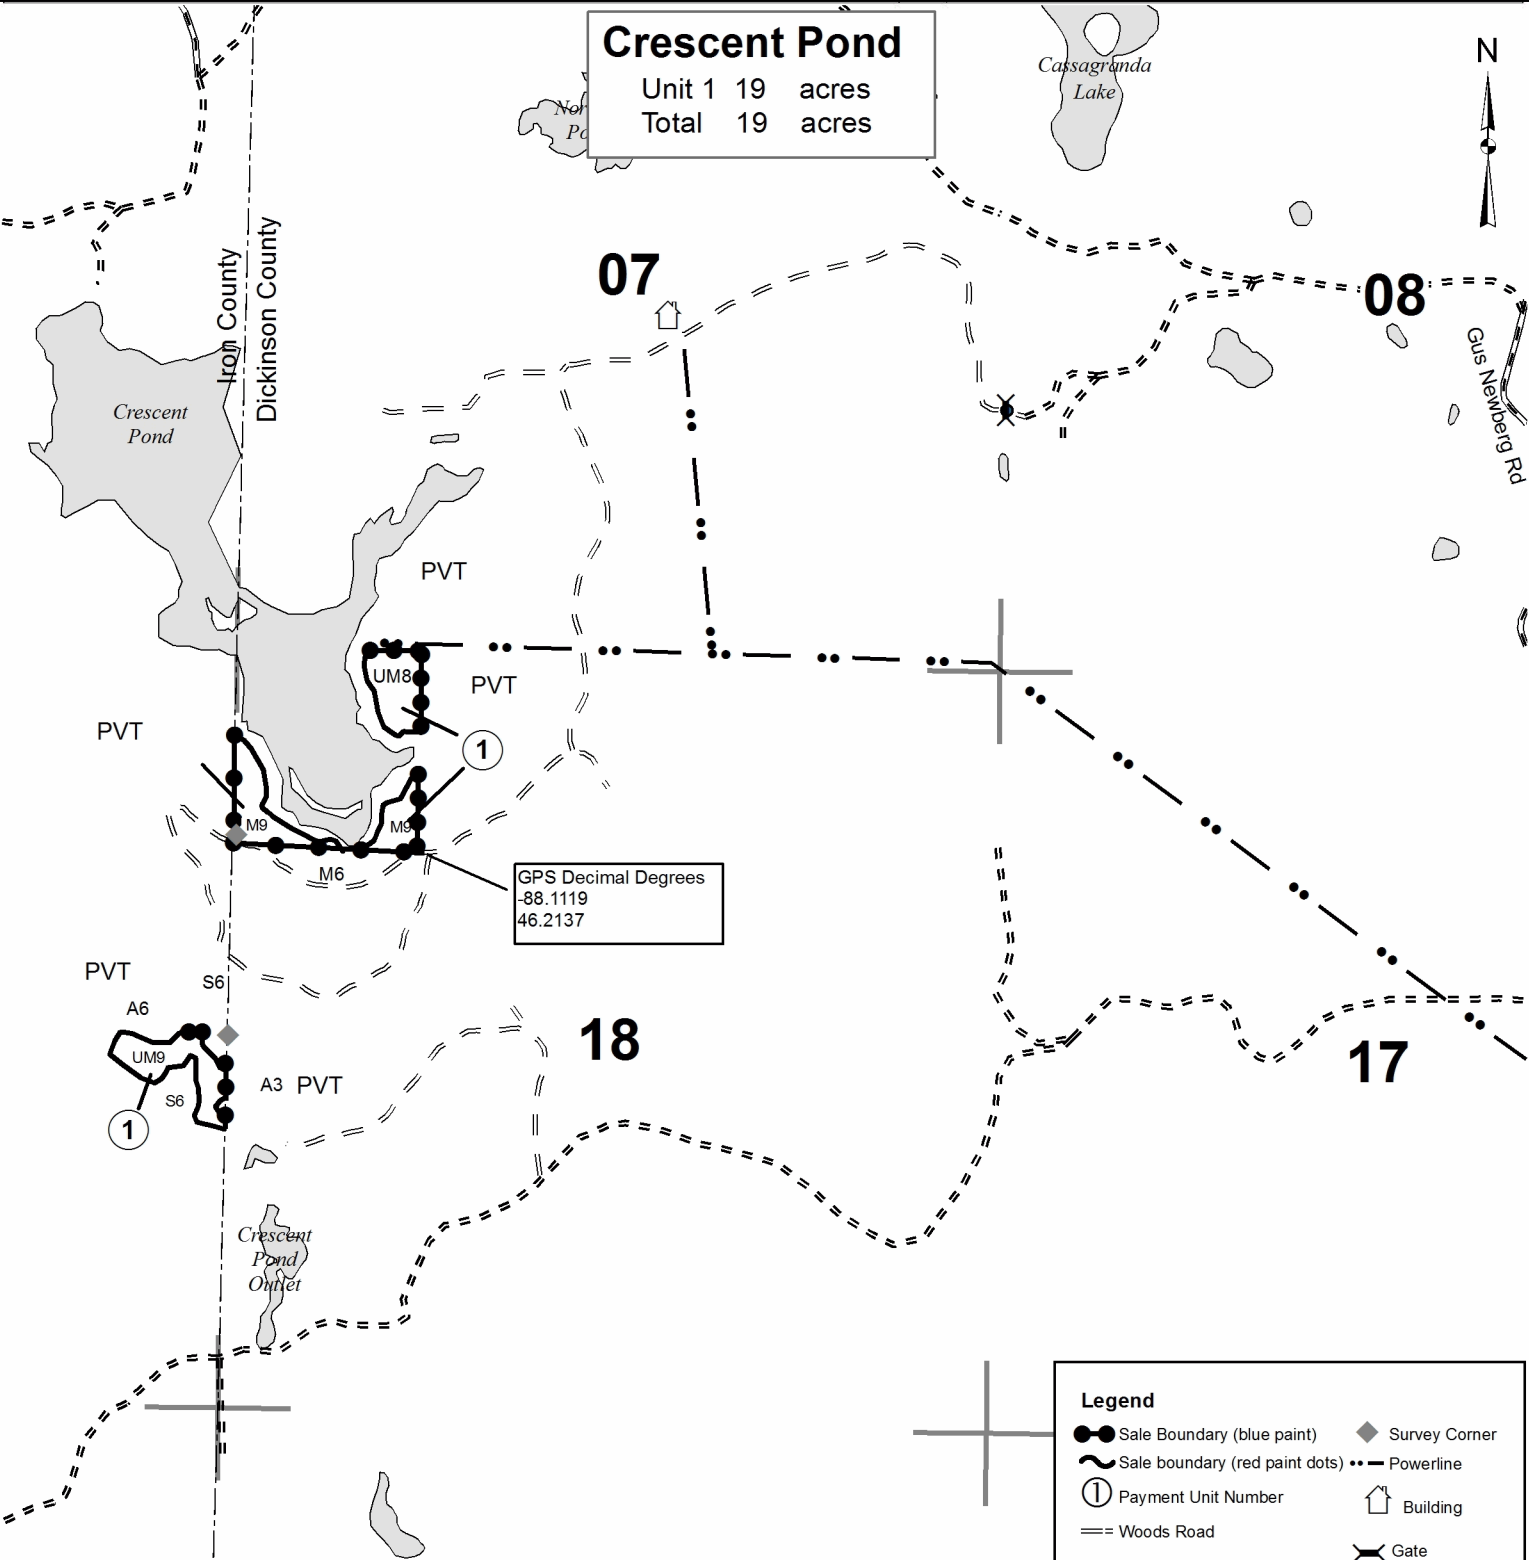 Crescent Pond
Unit 1 19 acres
Total 19 acres
Nor
Po
Cassagranda
Lake
N
07
08
Iron County
Dickinson County
Gus Newberg Rd
Crescent
Pond
PVT
UM8
PVT
PVT
1
M9
M9
M6
GPS Decimal Degrees
-88.1119
46.2137
PVT
S6
A6
18
UM9
A3 PVT
17
S6
1
Crescent
Pond
Outlet
Legend
Sale Boundary (blue paint)
Survey Corner
Sale boundary (red paint dots)
Powerline
1 Payment Unit Number
Building
Woods Road
Gate